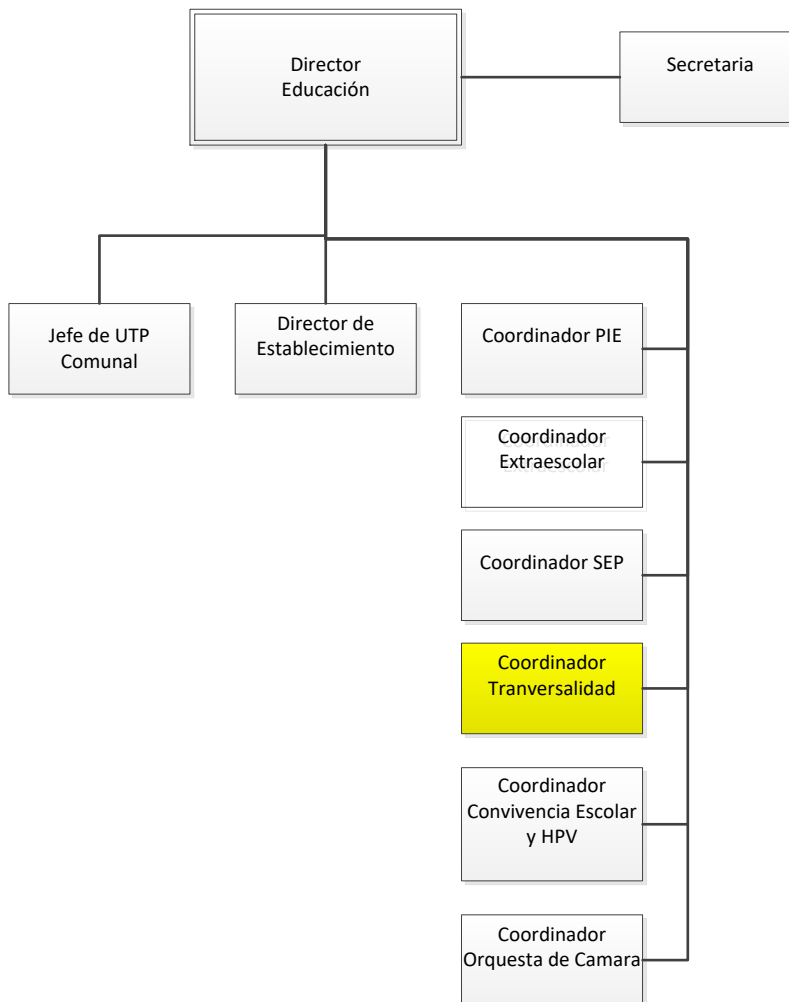 Director
Educación
Secretaria
Jefe de UTP
Comunal
Director de
Establecimiento
Coordinador PIE
Coordinador
Extraescolar
Coordinador SEP
Coordinador
Tranversalidad
Coordinador
Convivencia Escolar
y HPV
Coordinador
Orquesta de Camara